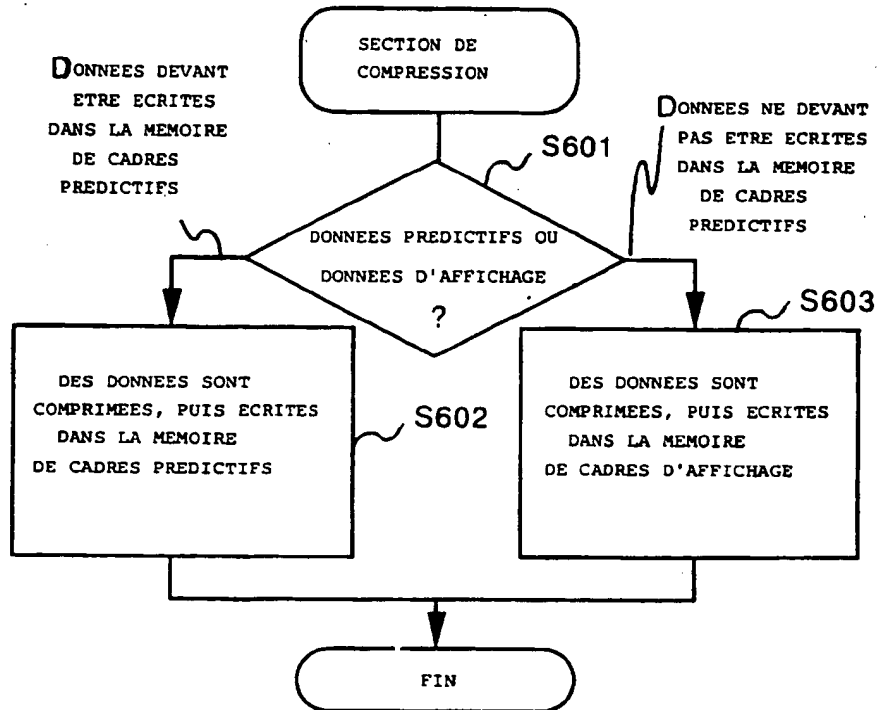 SECTION DE
COMPRESSION
DONNEES DEVANT
ETRE ECRITES
DANS LA MEMOIRE
DE CADRES
PREDICTIFS
S601
DONNEES NE DEVANT
PAS ETRE ECRITES
DANS LA MEMOIRE
DE CADRES
PREDICTIFS
DONNEES PREDICTIFS OU
DONNEES D'AFFICHAGE
?
DES DONNEES SONT
COMPRIMEES, PUIS ECRITES
DANS LA MEMOIRE
DE CADRES PREDICTIFS
S602
S603
DES DONNEES SONT
COMPRIMEES, PUIS ECRITES
DANS LA MEMOIRE
DE CADRES D'AFFICHAGE
FIN